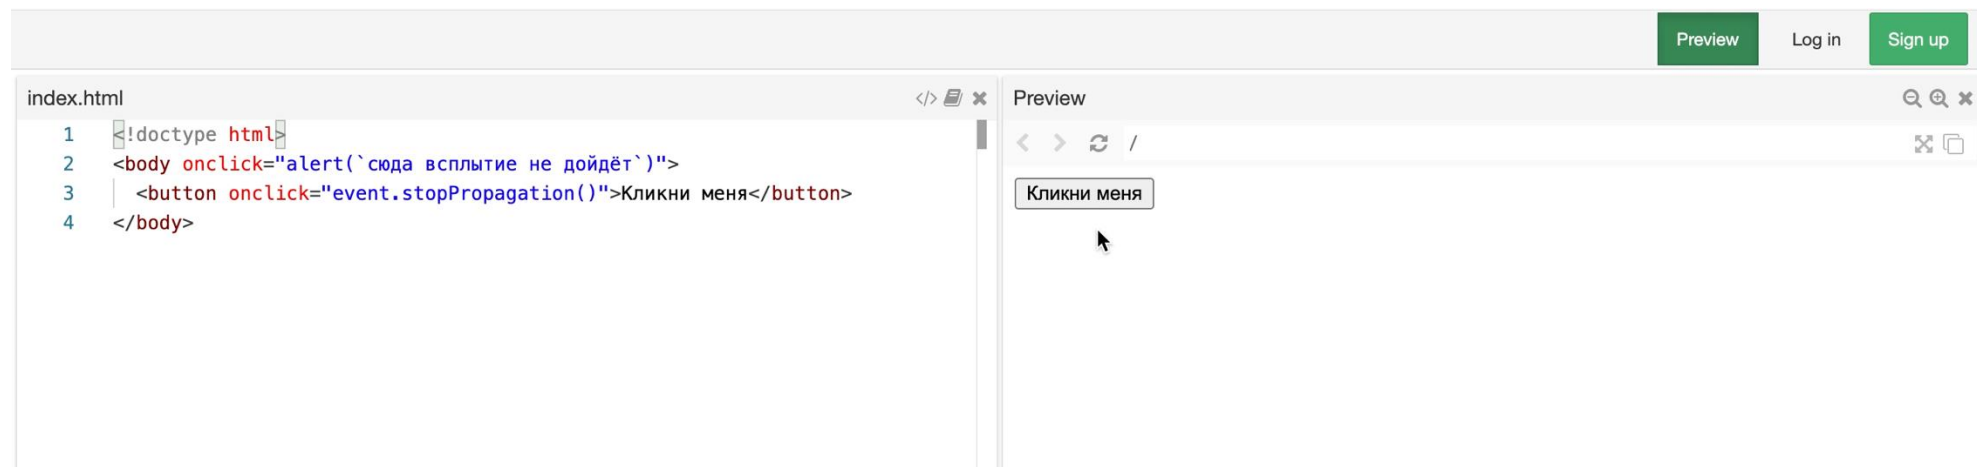 Preview Log in Sign up
index.html </>
1 <!doctype html>
2 <body onclick="alert(`сюда всплытие не дойдёт`)">
3 <button onclick="event.stopPropagation()">Кликни меня</button>
4 </body>
Preview
/
Кликни меня